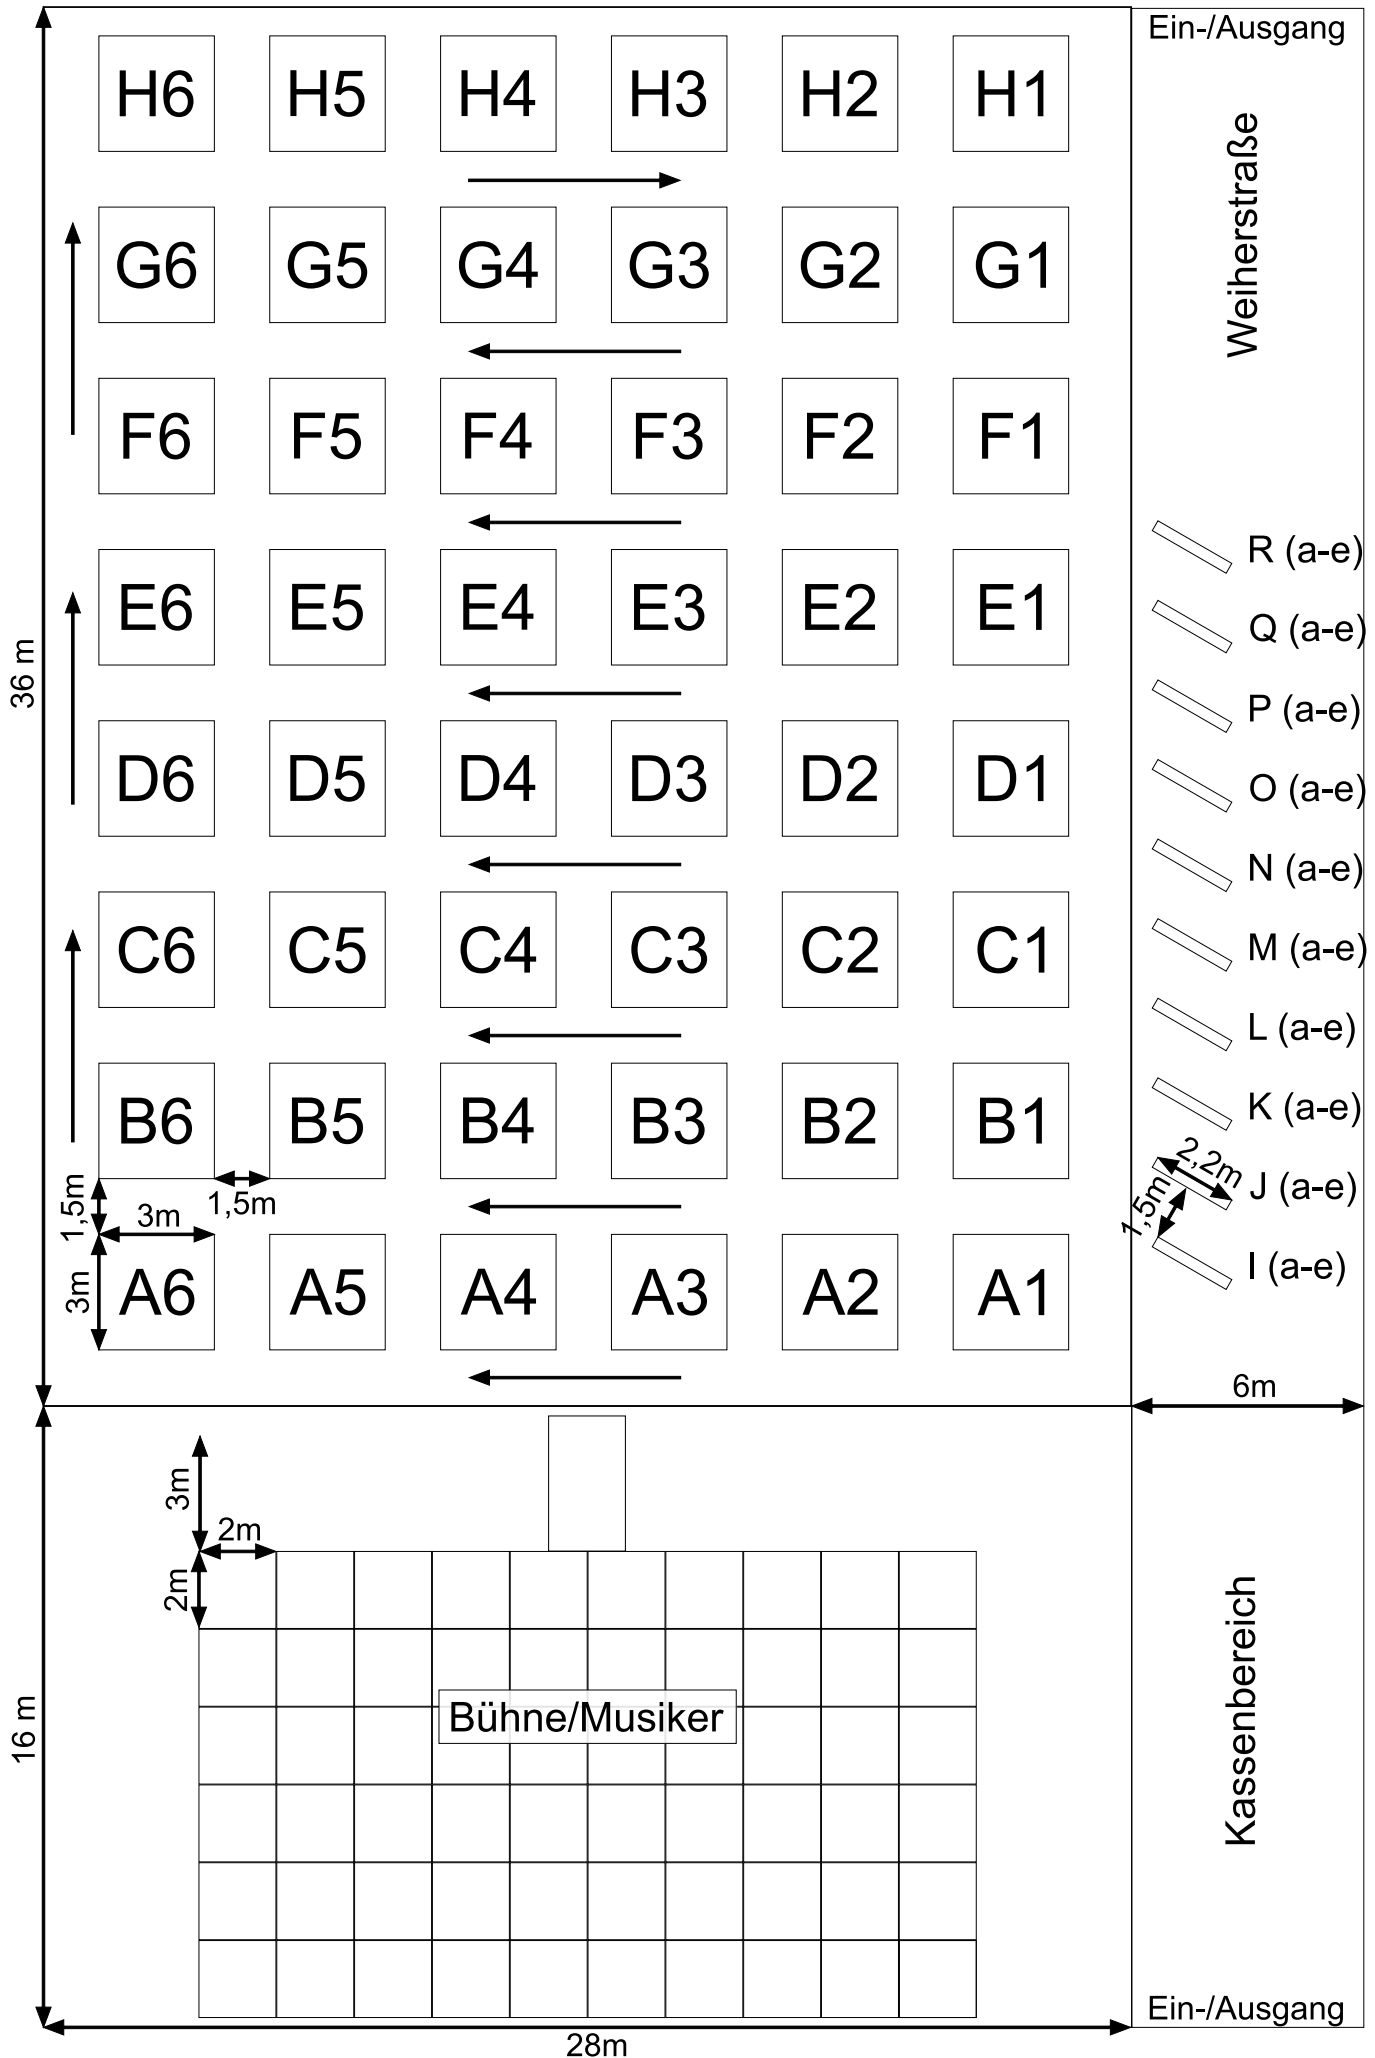 Ein-/Ausgang
H6 H5 H4 H3 H2 H1
Weiherstraße
G6 G5 G4 G3 G2 G1
F6 F5 F4 F3 F2 F1
R (a-e)
E6 E5 E4 E3 E2 E1
Q (a-e)
36 m
P (a-e)
D6 D5 D4 D3 D2 D1
O (a-e)
N (a-e)
C6 C5 C4 C3 C2 C1
M (a-e)
L (a-e)
B6 B5 B4 B3 B2 B1
K (a-e)
2,2m
J (a-e)
1,5m
1,5m
1,5m
3m
I (a-e)
3m
A6 A5 A4 A3 A2 A1
6m
3m
2m
2m
Bühne/Musiker
Kassenbereich
16 m
Ein-/Ausgang
28m